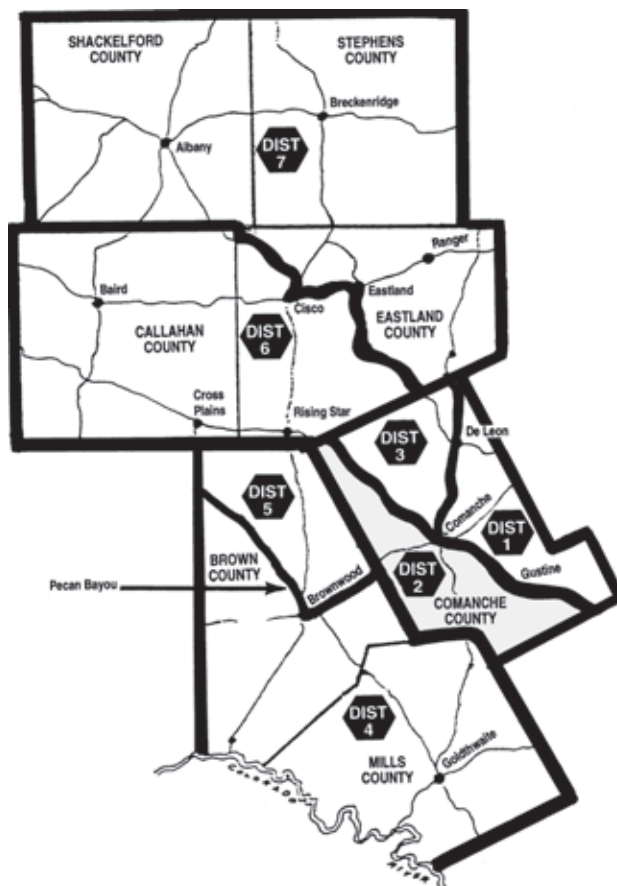 SHACKELFORD
COUNTY
STEPHENS
COUNTY
Breckenridge
Albany
DIST
7
Ranger
Baird
Eastland
Cisco
EASTLAND
COUNTY
CALLAHAN
COUNTY
DIST
6
Cross
Plains
Rising Star
De Leon
DIST
3
DIST
5
Comanche
DIST
1
BROWN
COUNTY
Gustine
Pecan Bayou
Brownwood
DIST
2
COMANCHE
COUNTY
DIST
4
Goldthwaite
MILLS
COUNTY
COLORADO
RIVER